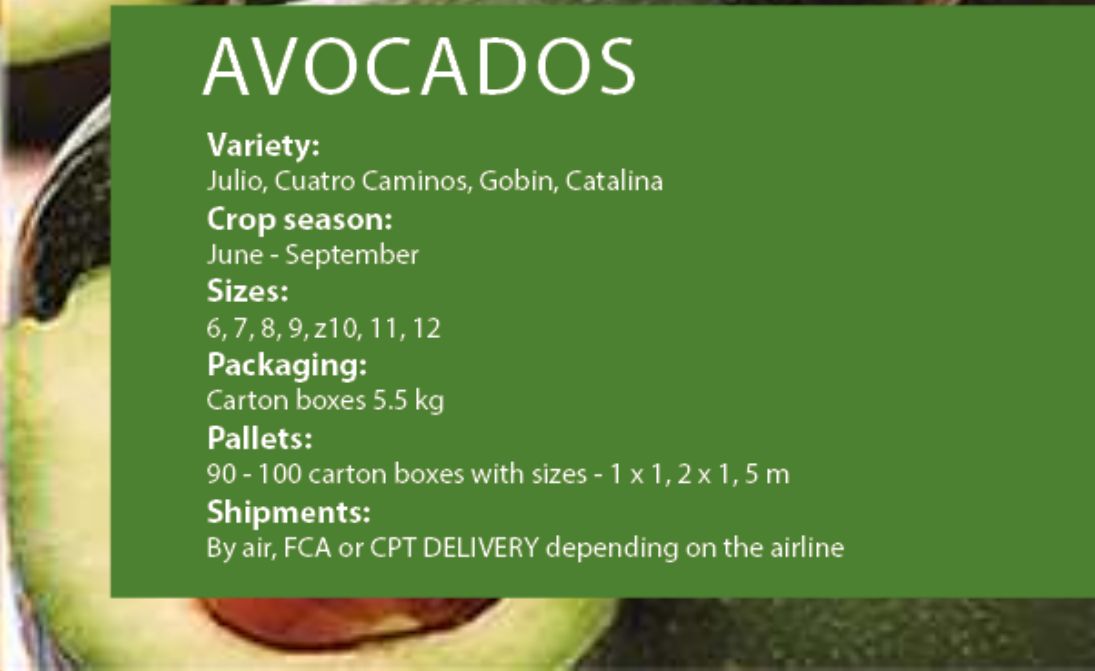 AVOCADOS
Variety:
Julio, Cuatro Caminos, Gobin, Catalina
Crop season:
June - September
Sizes:
6, 7, 8, 9, z10, 11, 12
Packaging:
Carton boxes 5.5 kg
Pallets:
90 - 100 carton boxes with sizes - 1 x 1, 2 x 1, 5 m
Shipments:
By air, FCA or CPT DELIVERY depending on the airline